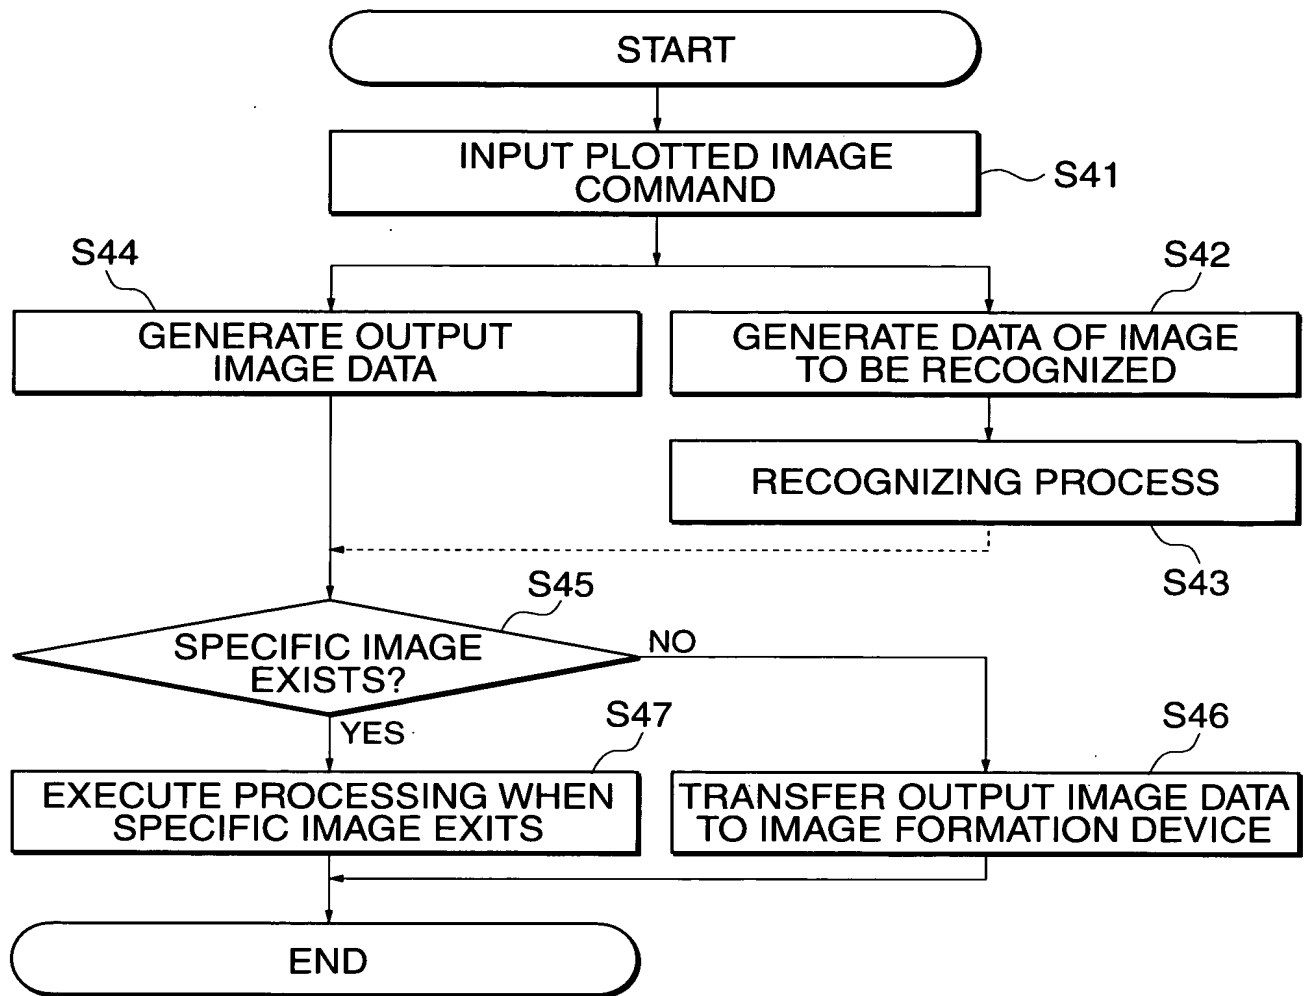 START
INPUT PLOTTED IMAGE
COMMAND
S41
S44
S42
GENERATE OUTPUT
IMAGE DATA
GENERATE DATA OF IMAGE
TO BE RECOGNIZED
RECOGNIZING PROCESS
S43
S45
SPECIFIC IMAGE
EXISTS?
NO
YES
S47
S46
EXECUTE PROCESSING WHEN
SPECIFIC IMAGE EXITS
TRANSFER OUTPUT IMAGE DATA
TO IMAGE FORMATION DEVICE
END